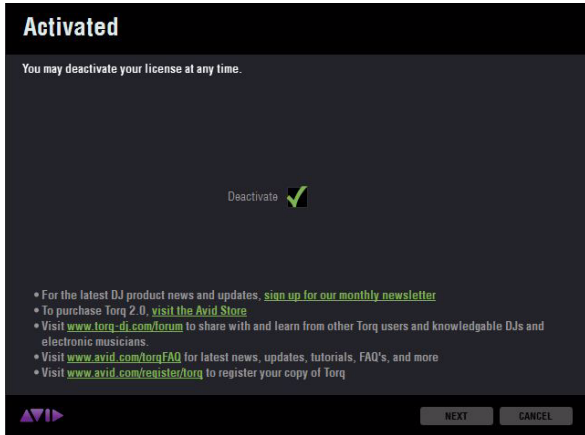 Activated
You may deactivate your license at any time.
Deactivate
• For the latest DJ product news and updates, sign up for our monthly newsletter
• To purchase Torq 2.0, visit the Avid Store
• Visit www.torq-dj.com/forum to share with and learn from other Torq users and knowledgable DJs and
electronic musicians.
• Visit www.avid.com/torqFAQ for latest news, updates, tutorials, FAQ's, and more
• Visit www.avid.com/register/torq to register your copy of Torq
AVID
NEXT
CANCEL